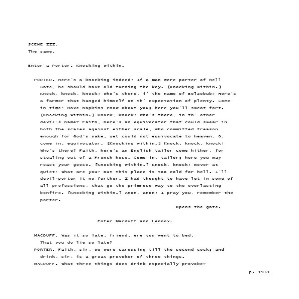 SCENE III.
The same.
Enter a Porter. Knocking within.
PORTER. Here's a knocking indeed! If a man were porter of Hell
Gate, he should have old turning the key. [Knocking within.]
Knock, knock, knock! Who's there, i' the name of Belzebub? Here's
a farmer that hanged himself on th' expectation of plenty. Come
in time; have napkins enow about you; here you'll sweat for't.
[Knocking within.] Knock, knock! Who's there, in th' other
devil's name? Faith, here's an equivocator that could swear in
both the scales against either scale, who committed treason
enough for God's sake, yet could not equivocate to heaven. O,
come in, equivocator. [Knocking within.] Knock, knock, knock!
Who's there? Faith, here's an English tailor come hither, for
stealing out of a French hose. Come in, tailor; here you may
roast your goose. [Knocking within.] Knock, knock; never at
quiet! What are you? But this place is too cold for hell. I'll
devil-porter it no further. I had thought to have let in some of
all professions, that go the primrose way to the everlasting
bonfire. [Knocking within.] Anon, anon! I pray you, remember the
porter.
Opens the gate.
Enter Macduff and Lennox.
MACDUFF. Was it so late, friend, ere you went to bed,
That you do lie so late?
PORTER. Faith, sir, we were carousing till the second cock; and
drink, sir, is a great provoker of three things.
MACDUFF. What three things does drink especially provoke?